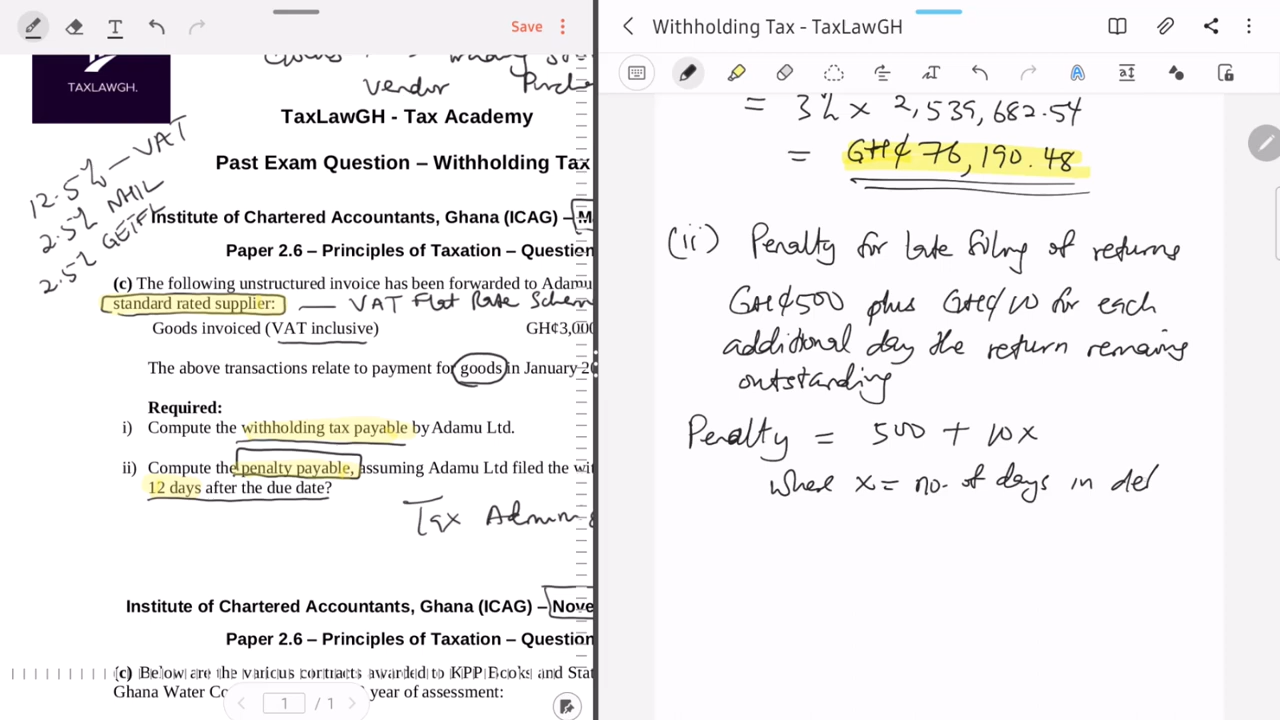 Save
TAXLAWGH.
vendor
TaxLawGH - Tax Academy
Past Exam Question – Withholding Tax
12.5% – VAT
2.5% NHIL
2.5% GETFL
Institute of Chartered Accountants, Ghana (ICAG) –
Paper 2.6 – Principles of Taxation – Question
(c) The following unstructured invoice has been forwarded to Adamu
standard rated supplier: — VAT Flat Rate Scheme
Goods invoiced (VAT inclusive) GH¢3,000
The above transactions relate to payment for goods in January
Required:
i) Compute the withholding tax payable by Adamu Ltd.
ii) Compute the penalty payable, assuming Adamu Ltd filed the
12 days after the due date?
Tax Admin
Institute of Chartered Accountants, Ghana (ICAG) – Nove
Paper 2.6 – Principles of Taxation – Question
(c) Below are the various contracts awarded to KPP Books and
Ghana Water year of assessment:
1 / 1
Withholding Tax - TaxLawGH
= 3% × 2,539,682.54
= GH¢ 76,190.48
(ii) Penalty for late filing of returns
GH¢500 plus GH¢10 for each
additional day the return remains
outstanding
Penalty = 500 + 10x
where x = no. of days in def